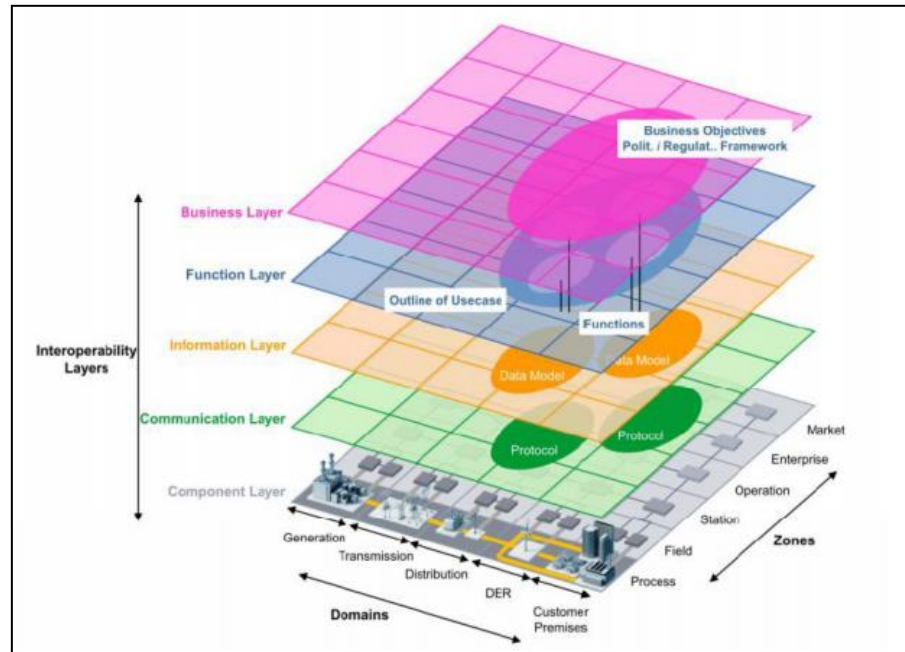 Business Objectives
Polit. / Regulat.. Framework
Business Layer
Function Layer
Outline of Usecase
Functions
Interoperability
Layers
Information Layer
Data Model
Data Model
Communication Layer
Protocol
Protocol
Component Layer
Market
Enterprise
Operation
Station
Field
Process
Zones
Generation
Transmission
Distribution
DER
Customer
Premises
Domains